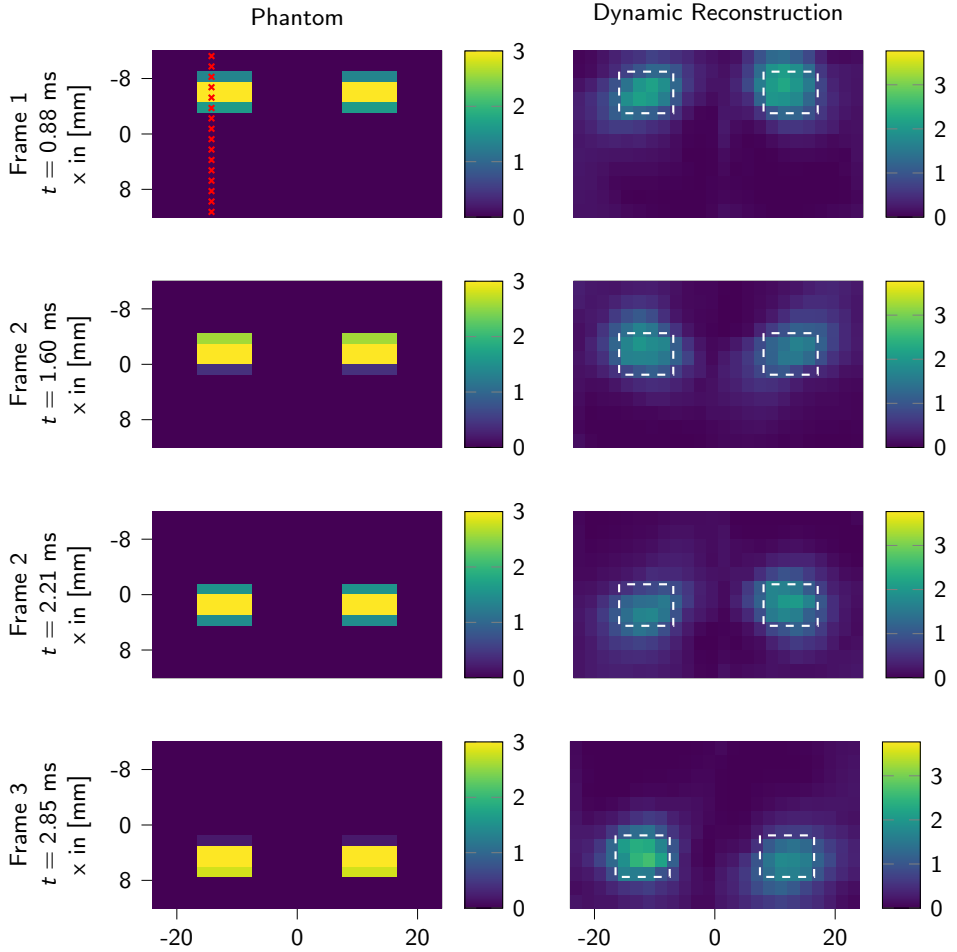 Phantom
Dynamic Reconstruction
Frame 1
t = 0.88 ms
x in [mm]
-8
0
8
3
2
1
0
3
2
1
0
Frame 2
t = 1.60 ms
x in [mm]
-8
0
8
3
2
1
0
3
2
1
0
Frame 2
t = 2.21 ms
x in [mm]
-8
0
8
3
2
1
0
3
2
1
0
Frame 3
t = 2.85 ms
x in [mm]
-8
0
8
3
2
1
0
3
2
1
0
-20 0 20
-20 0 20